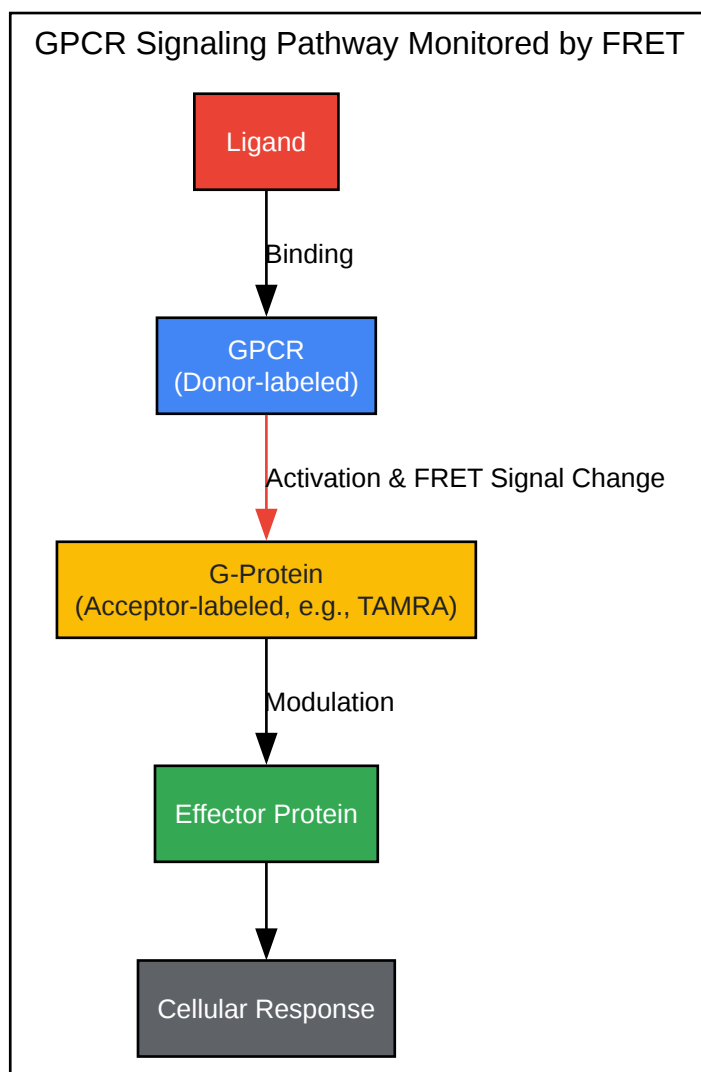 GPCR Signaling Pathway Monitored by FRET
Ligand
Binding
GPCR
(Donor-labeled)
Activation & FRET Signal Change
G-Protein
(Acceptor-labeled, e.g., TAMRA)
Modulation
Effector Protein
Cellular Response